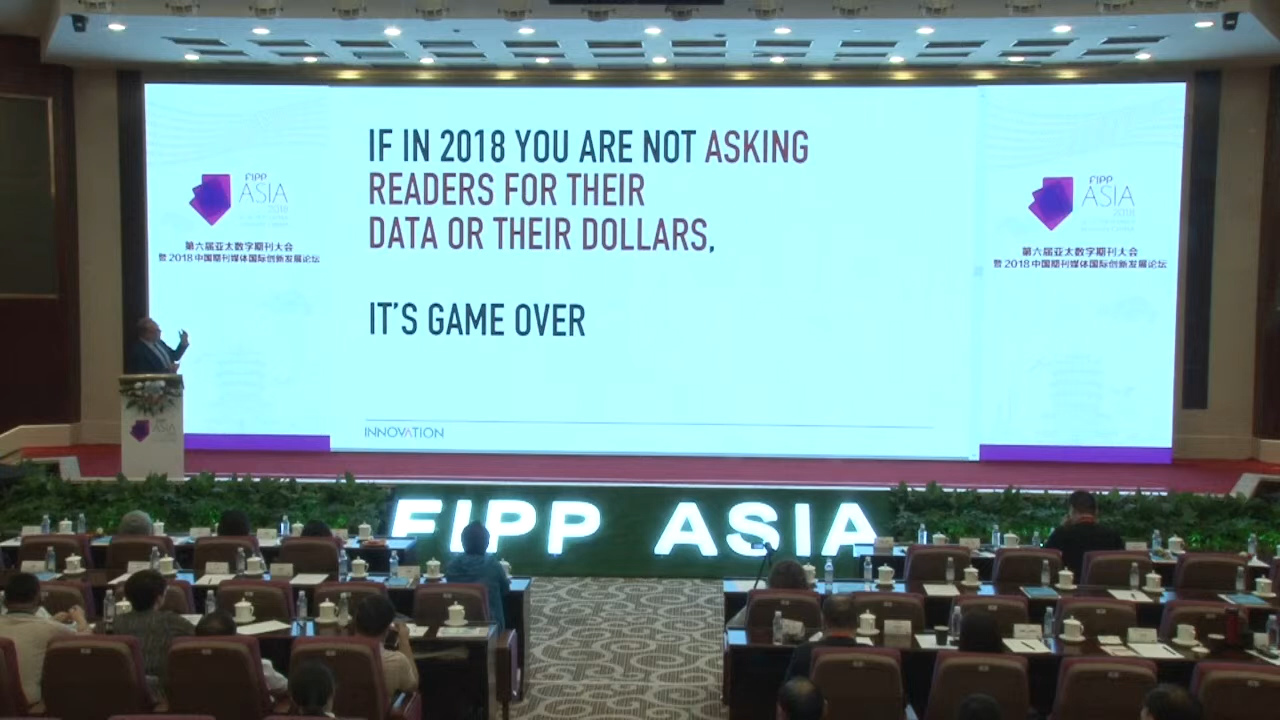 IF IN 2018 YOU ARE NOT ASKING
READERS FOR THEIR
DATA OR THEIR DOLLARS,
IT'S GAME OVER
INNOVATION
FIPP
ASIA
2018
第六届亚太数字期刊大会
暨2018中国期刊媒体国际创新发展论坛
FIPP
ASIA
2018
第六届亚太数字期刊大会
暨2018中国期刊媒体国际创新发展论坛
FIPP
ASIA
FIPP ASIA